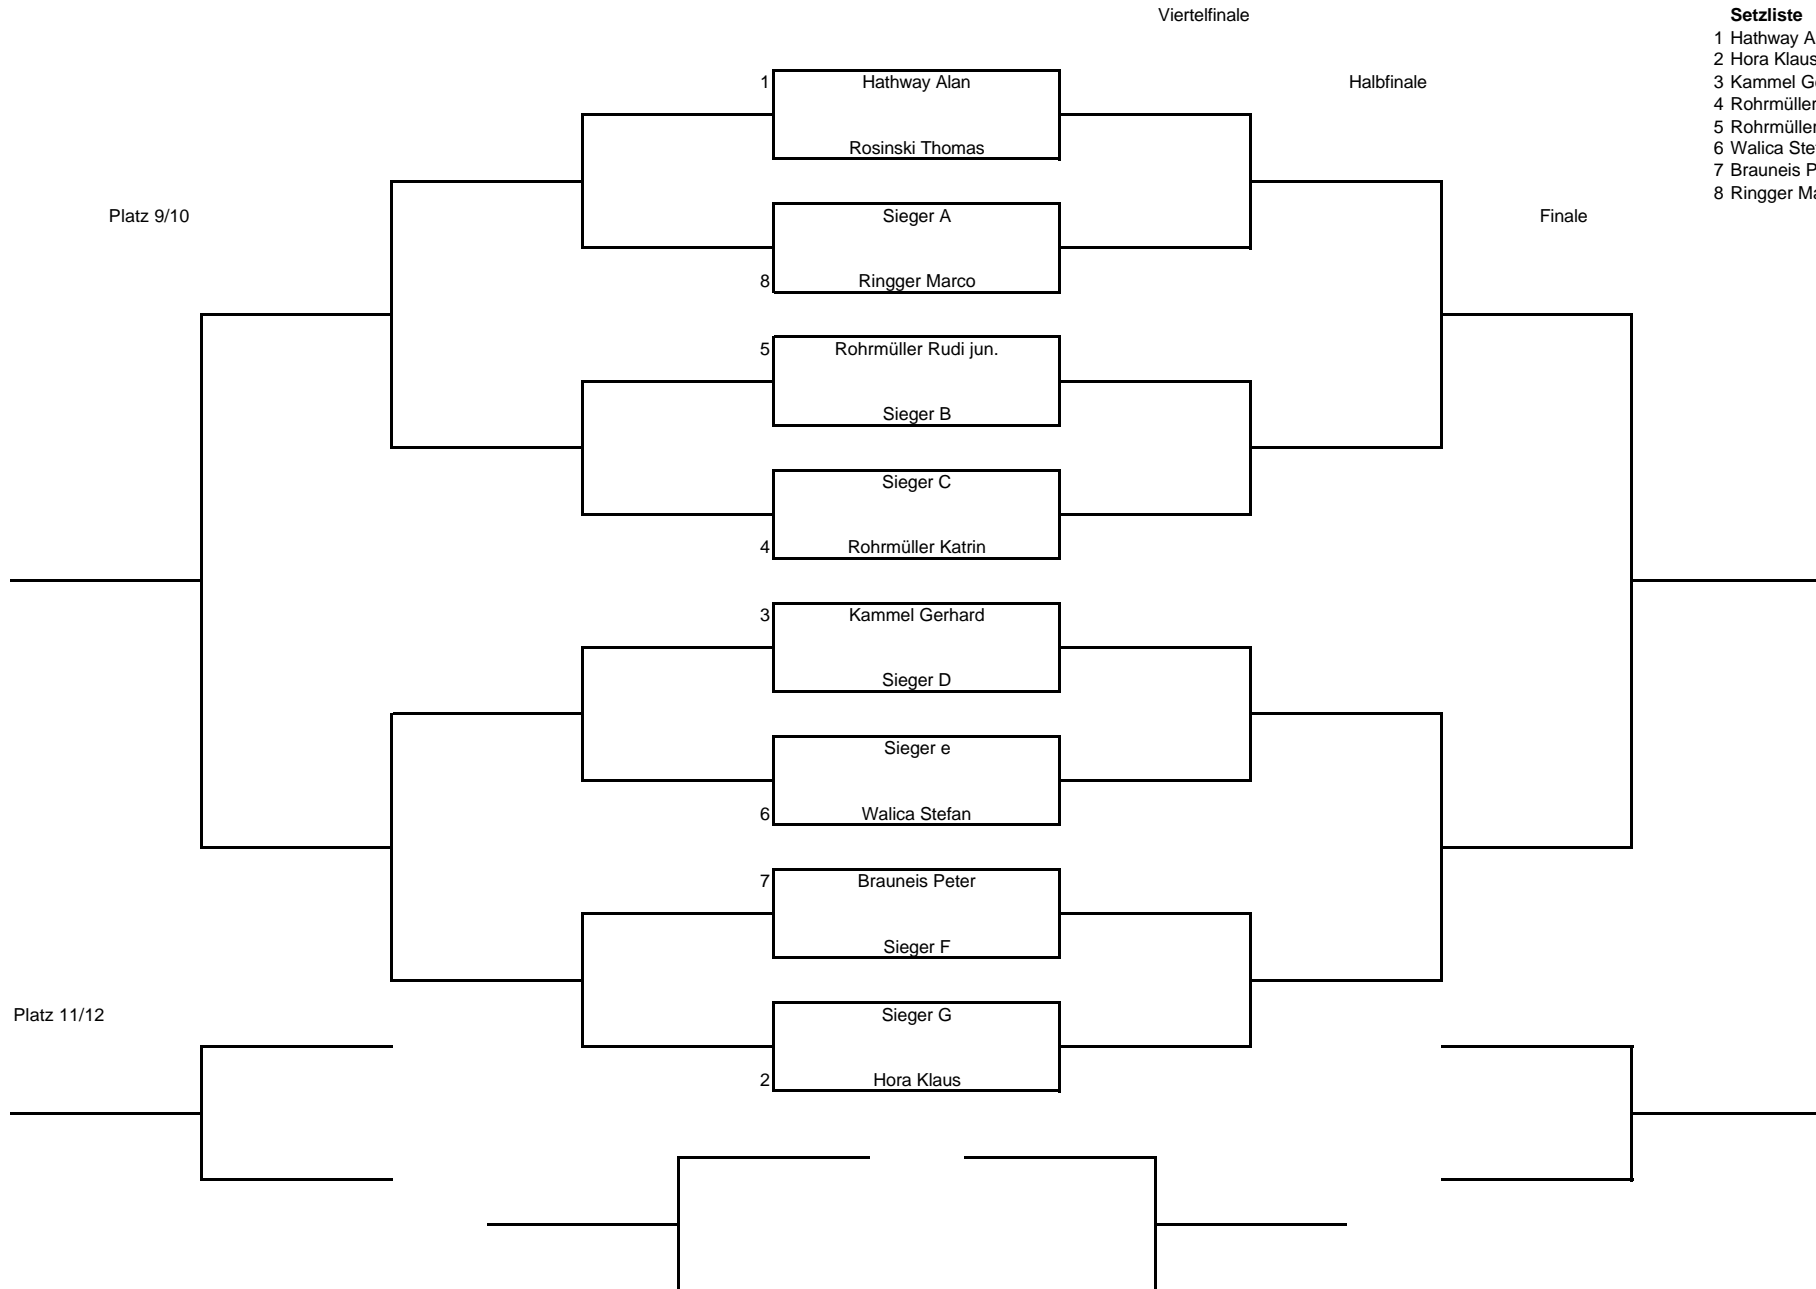 Viertelfinale
Setzliste
1 Hathway A
2 Hora Klaus
3 Kammel G
4 Rohrmüller
5 Rohrmüller
6 Walica Ste
7 Brauneis P
8 Ringger Ma
1 Hathway Alan
Halbfinale
Rosinski Thomas
Platz 9/10
Sieger A
Finale
8 Ringger Marco
5 Rohrmüller Rudi jun.
Sieger B
Sieger C
4 Rohrmüller Katrin
3 Kammel Gerhard
Sieger D
Sieger e
6 Walica Stefan
7 Brauneis Peter
Sieger F
Platz 11/12
Sieger G
2 Hora Klaus